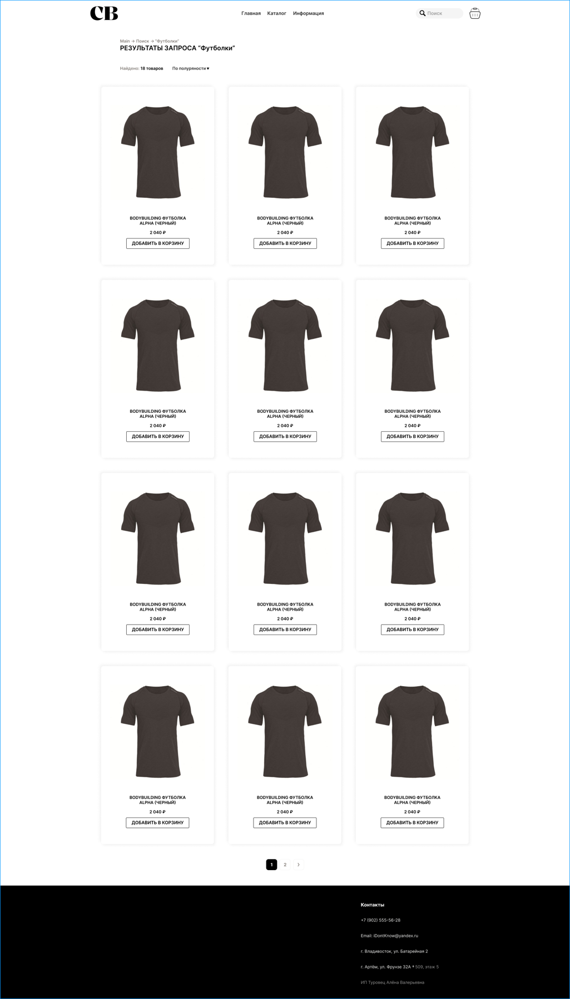 CB
Главная Каталог Информация Поиск
Main → Поиск → “Футболки”
РЕЗУЛЬТАТЫ ЗАПРОСА “Футболки”
Найдено: 18 товаров По полуряности ▾
BODYBUILDING ФУТБОЛКА BODYBUILDING ФУТБОЛКА BODYBUILDING ФУТБОЛКА
ALPHA (ЧЕРНЫЙ) ALPHA (ЧЕРНЫЙ) ALPHA (ЧЕРНЫЙ)
2 040 ₽ 2 040 ₽ 2 040 ₽
ДОБАВИТЬ В КОРЗИНУ ДОБАВИТЬ В КОРЗИНУ ДОБАВИТЬ В КОРЗИНУ
BODYBUILDING ФУТБОЛКА BODYBUILDING ФУТБОЛКА BODYBUILDING ФУТБОЛКА
ALPHA (ЧЕРНЫЙ) ALPHA (ЧЕРНЫЙ) ALPHA (ЧЕРНЫЙ)
2 040 ₽ 2 040 ₽ 2 040 ₽
ДОБАВИТЬ В КОРЗИНУ ДОБАВИТЬ В КОРЗИНУ ДОБАВИТЬ В КОРЗИНУ
BODYBUILDING ФУТБОЛКА BODYBUILDING ФУТБОЛКА BODYBUILDING ФУТБОЛКА
ALPHA (ЧЕРНЫЙ) ALPHA (ЧЕРНЫЙ) ALPHA (ЧЕРНЫЙ)
2 040 ₽ 2 040 ₽ 2 040 ₽
ДОБАВИТЬ В КОРЗИНУ ДОБАВИТЬ В КОРЗИНУ ДОБАВИТЬ В КОРЗИНУ
BODYBUILDING ФУТБОЛКА BODYBUILDING ФУТБОЛКА BODYBUILDING ФУТБОЛКА
ALPHA (ЧЕРНЫЙ) ALPHA (ЧЕРНЫЙ) ALPHA (ЧЕРНЫЙ)
2 040 ₽ 2 040 ₽ 2 040 ₽
ДОБАВИТЬ В КОРЗИНУ ДОБАВИТЬ В КОРЗИНУ ДОБАВИТЬ В КОРЗИНУ
1 2 ›
Контакты
+7 (902) 555-56-28
Email: iDontKnow@yandex.ru
г. Владивосток, ул. Батарейная 2
г. Артём, ул. Фрунзе 32А • 509, этаж 5
ИП Туровец Алёна Валерьевна